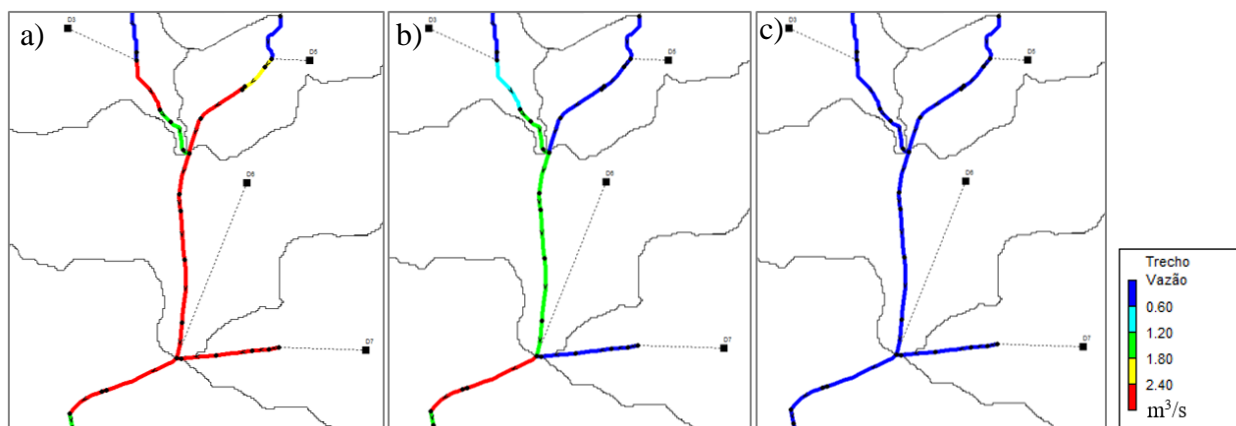 a)
D3
D5
D6
D7
b)
D3
D5
D6
D7
c)
D3
D5
D6
D7
Trecho
Vazão
0.60
1.20
1.80
2.40
m³/s